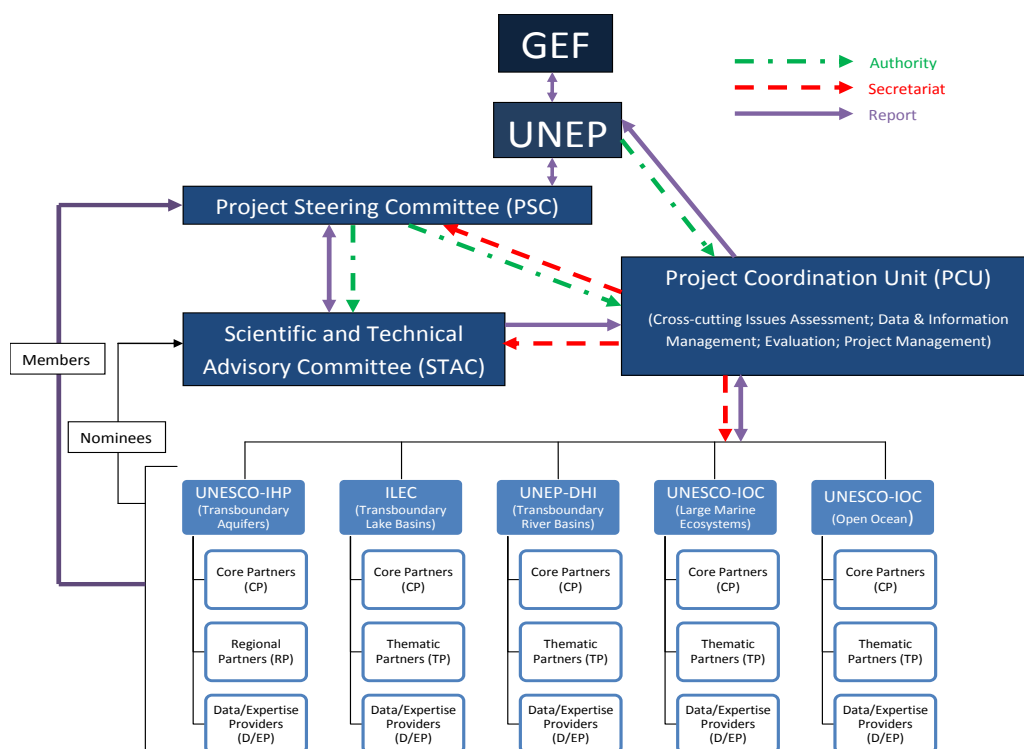 GEF
Authority
Secretariat
Report
UNEP
Project Steering Committee (PSC)
Project Coordination Unit (PCU)
(Cross-cutting Issues Assessment; Data & Information
Management; Evaluation; Project Management)
Scientific and Technical
Advisory Committee (STAC)
Members
Nominees
UNESCO-IHP
(Transboundary
Aquifers)
ILEC
(Transboundary
Lake Basins)
UNEP-DHI
(Transboundary
River Basins)
UNESCO-IOC
(Large Marine
Ecosystems)
UNESCO-IOC
(Open Ocean)
Core Partners
(CP)
Core Partners
(CP)
Core Partners
(CP)
Core Partners
(CP)
Core Partners
(CP)
Regional
Partners (RP)
Thematic
Partners (TP)
Thematic
Partners (TP)
Thematic
Partners (TP)
Thematic
Partners (TP)
Data/Expertise
Providers
(D/EP)
Data/Expertise
Providers
(D/EP)
Data/Expertise
Providers
(D/EP)
Data/Expertise
Providers
(D/EP)
Data/Expertise
Providers
(D/EP)